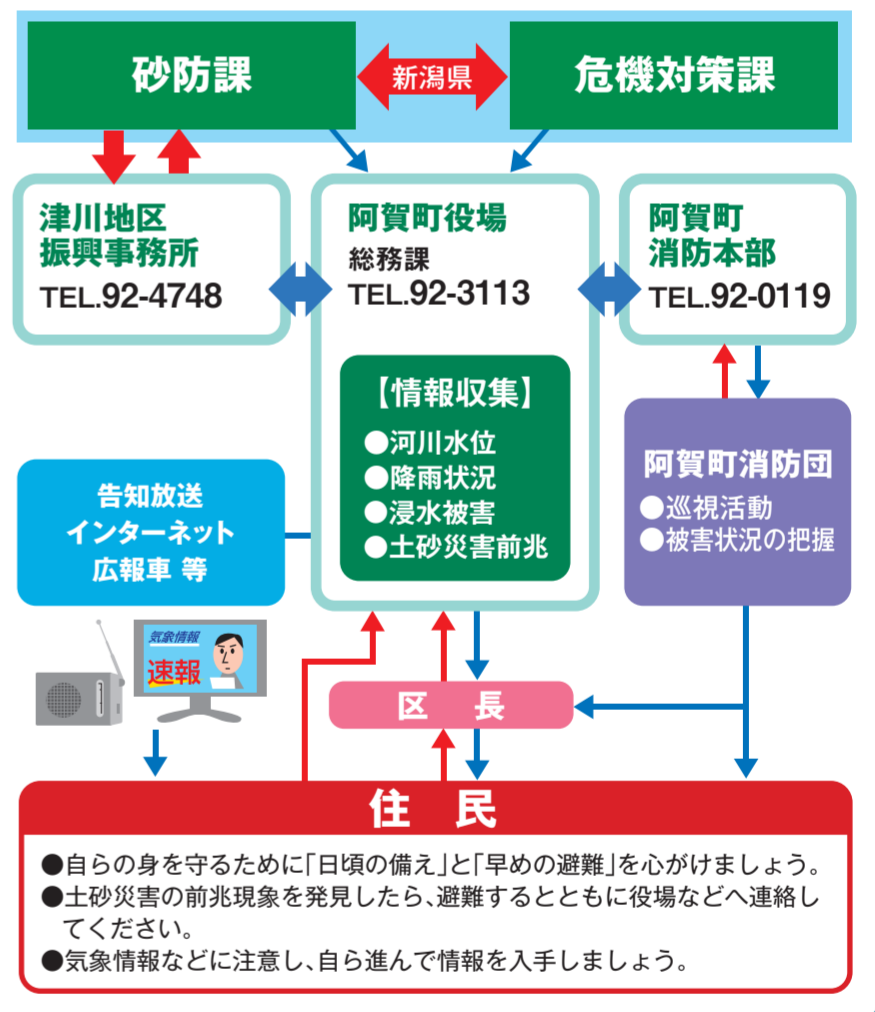 砂防課
新潟県
危機対策課
津川地区
振興事務所
TEL.92-4748
阿賀町役場
総務課
TEL.92-3113
阿賀町
消防本部
TEL.92-0119
【情報収集】
●河川水位
●降雨状況
●浸水被害
●土砂災害前兆
阿賀町消防団
●巡視活動
●被害状況の把握
告知放送
インターネット
広報車 等
気象情報
速報
区 長
住 民
●自らの身を守るために「日頃の備え」と「早めの避難」を心がけましょう。
●土砂災害の前兆現象を発見したら、避難するとともに役場などへ連絡し
てください。
●気象情報などに注意し、自ら進んで情報を入手しましょう。